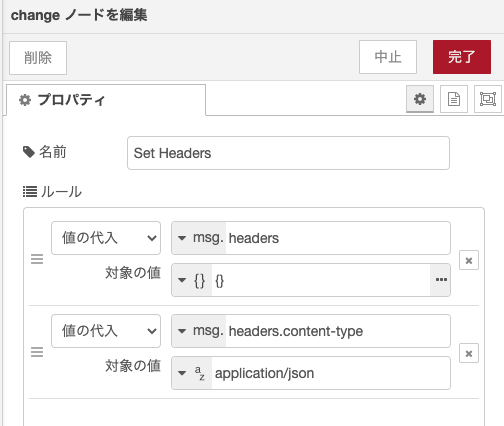 change ノードを編集
削除 中止 完了
プロパティ
名前 Set Headers
ルール
値の代入 msg. headers
対象の値 {} {}
値の代入 msg. headers.content-type
対象の値 az application/json